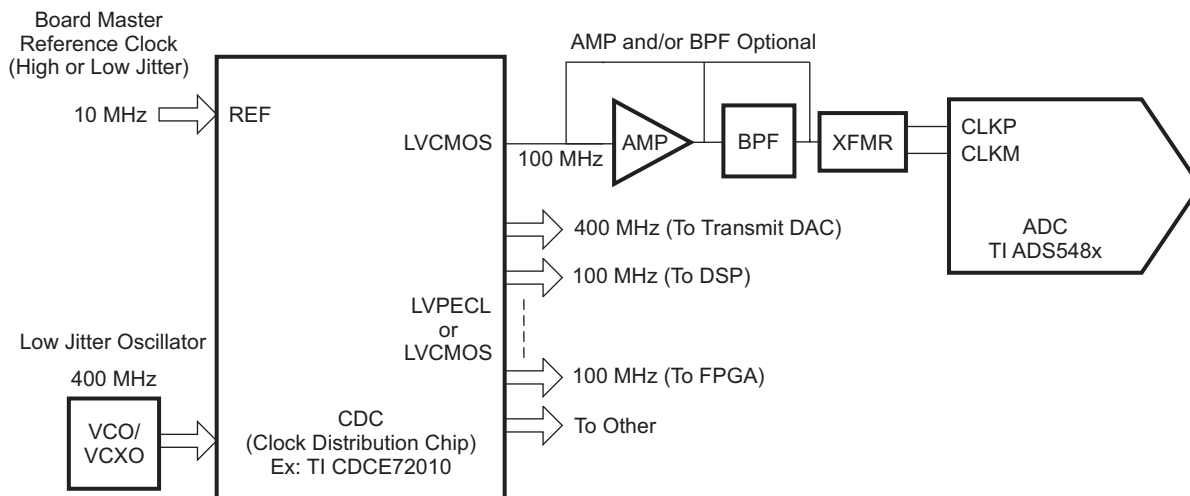 Board Master
Reference Clock
(High or Low Jitter)
10 MHz
REF
LVCMOS
100 MHz
AMP and/or BPF Optional
AMP
BPF
XFMR
CLKP
CLKM
ADC
TI ADS548x
400 MHz (To Transmit DAC)
100 MHz (To DSP)
LVPECL
or
LVCMOS
100 MHz (To FPGA)
To Other
Low Jitter Oscillator
400 MHz
VCO/
VCXO
CDC
(Clock Distribution Chip)
Ex: TI CDCE72010